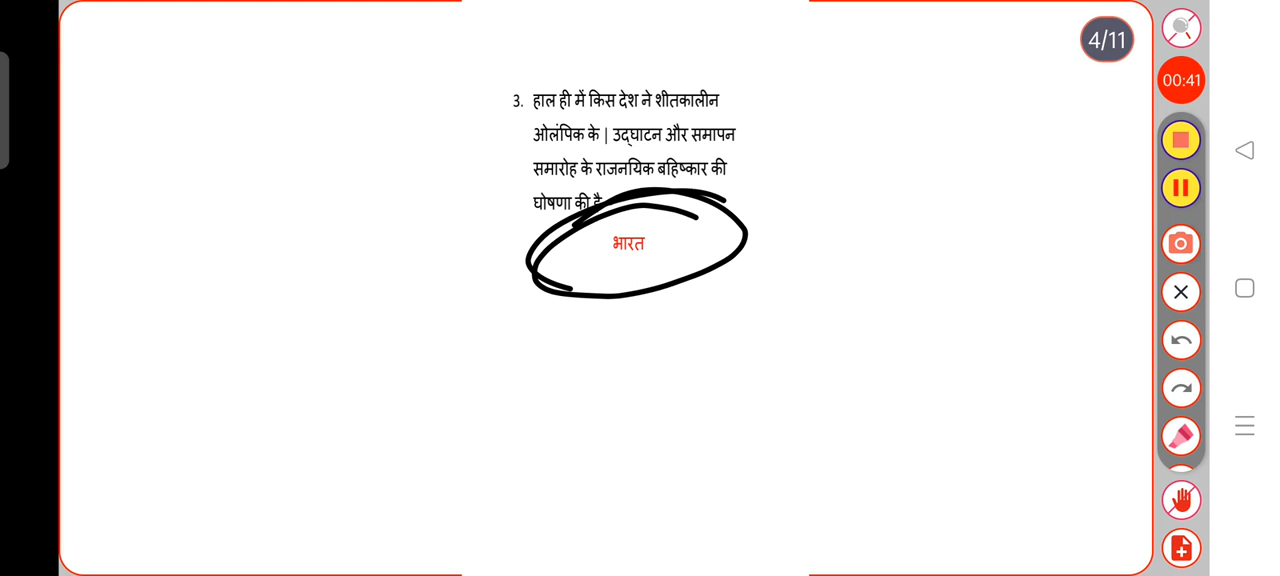 4/11
00:41
3. हाल ही में किस देश ने शीतकालीन
ओलंपिक के | उद्घाटन और समापन
समारोह के राजनयिक बहिष्कार की
घोषणा की है
भारत